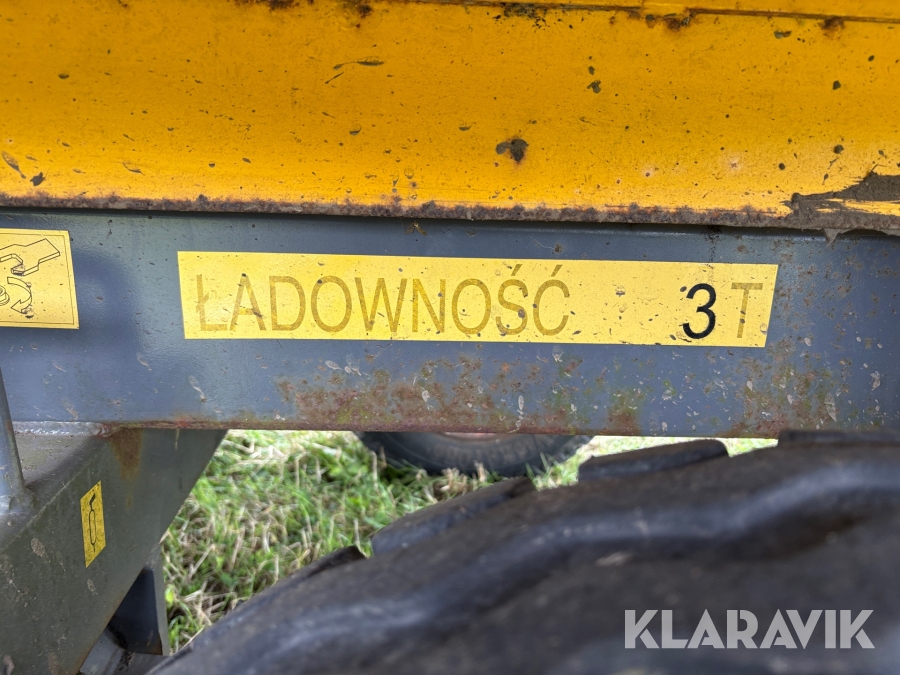 ŁADOWNOŚĆ 3 T
KLARAVIK